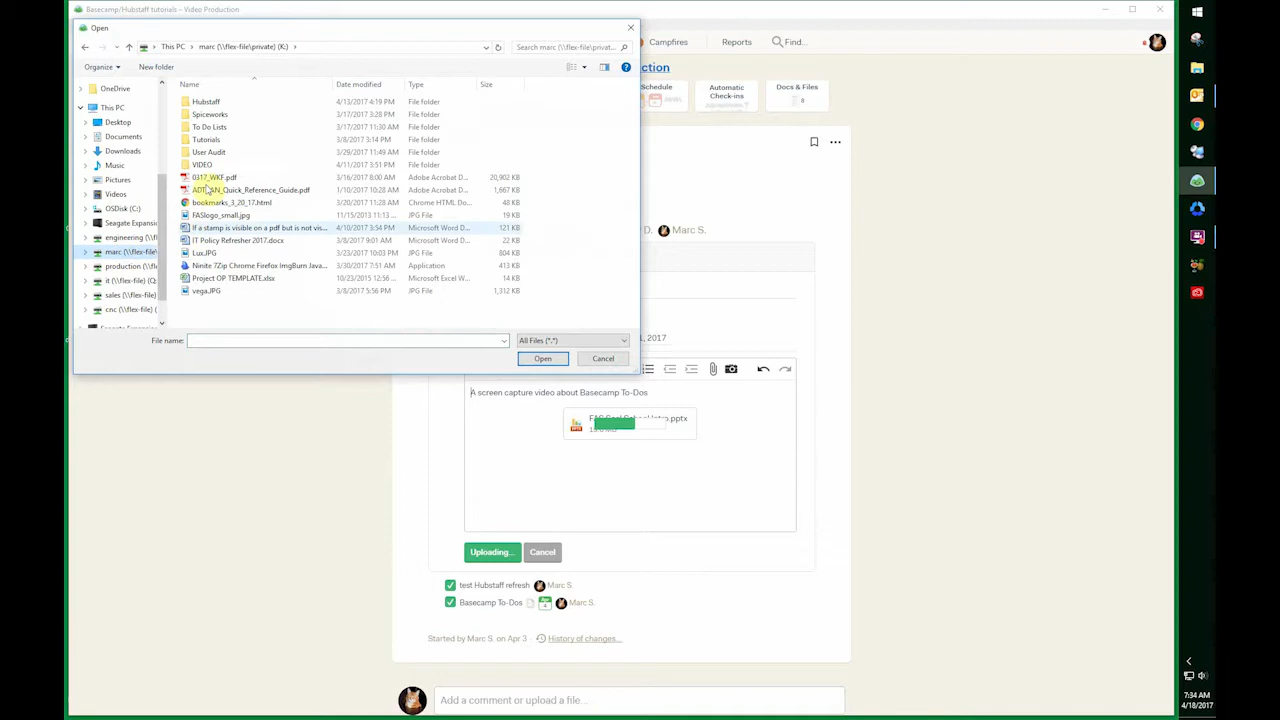 Basecamp/Hubstaff tutorials – Video Production
Open
This PC > marc (\\flex-file\private) (K:) >
Search marc (\\flex-file\privat...
Campfires
Reports
Find...
Organize
New folder
Schedule
Automatic
Check-ins
Docs & Files
8
Name
Date modified
Type
Size
OneDrive
This PC
Desktop
Documents
Downloads
Music
Pictures
Videos
OSDisk (C:)
Seagate Expansi
engineering (\\f
marc (\\flex-file\
production (\\fl
it (\\flex-file) (
sales (\\flex-file)
cnc (\\flex-file) (
Hubstaff 4/13/2017 4:19 PM File folder
Spiceworks 3/17/2017 3:28 PM File folder
To Do Lists 3/17/2017 11:30 AM File folder
Tutorials 3/8/2017 3:14 PM File folder
User Audit 3/29/2017 11:49 AM File folder
VIDEO 4/11/2017 3:51 PM File folder
0317_WKF.pdf 3/16/2017 8:00 AM Adobe Acrobat D... 20,902 KB
Quick_Reference_Guide.pdf 1/10/2017 10:28 AM Adobe Acrobat D... 1,667 KB
bookmarks_3_20_17.html 3/20/2017 11:28 AM Chrome HTML Do... 48 KB
FASlogo_small.jpg 11/15/2013 11:13 ... JPG File 19 KB
If a stamp is visible on a pdf but is not vis... 4/10/2017 3:54 PM Microsoft Word D... 121 KB
IT Policy Refresher 2017.docx 3/8/2017 9:01 AM Microsoft Word D... 22 KB
Lux.JPG 3/23/2017 10:03 PM JPG File 804 KB
Ninite 7Zip Chrome Firefox ImgBurn Java... 3/30/2017 7:51 AM Application 413 KB
Project OP TEMPLATE.xlsx 10/23/2015 12:56 ... Microsoft Excel W... 14 KB
vega.JPG 3/8/2017 5:56 PM JPG File 1,312 KB
File name:
All Files (*.*)
Open
Cancel
D. Marc S.
, 2017
A screen capture video about Basecamp To-Dos
Intro.pptx
Uploading...
Cancel
test Hubstaff refresh Marc S.
Basecamp To-Dos Apr 4 Marc S.
Started by Marc S. on Apr 3 · History of changes...
Add a comment or upload a file...
7:34 AM
4/18/2017